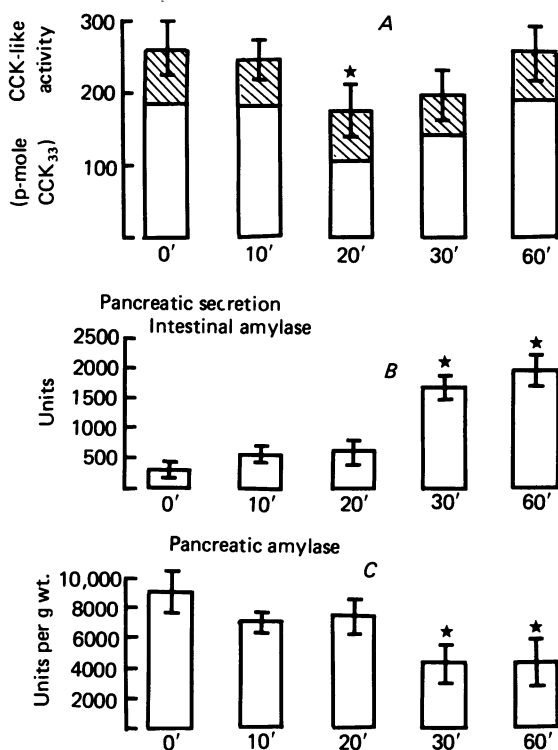 CCK-like
activity
(p-mole
CCK₃₃)
300
200
100
A
★
0′ 10′ 20′ 30′ 60′
Pancreatic secretion
Intestinal amylase
Units
2500
2000
1500
1000
500
B
★ ★
0′ 10′ 20′ 30′ 60′
Pancreatic amylase
Units per g wt.
10,000
8000
6000
4000
2000
C
★ ★
0′ 10′ 20′ 30′ 60′